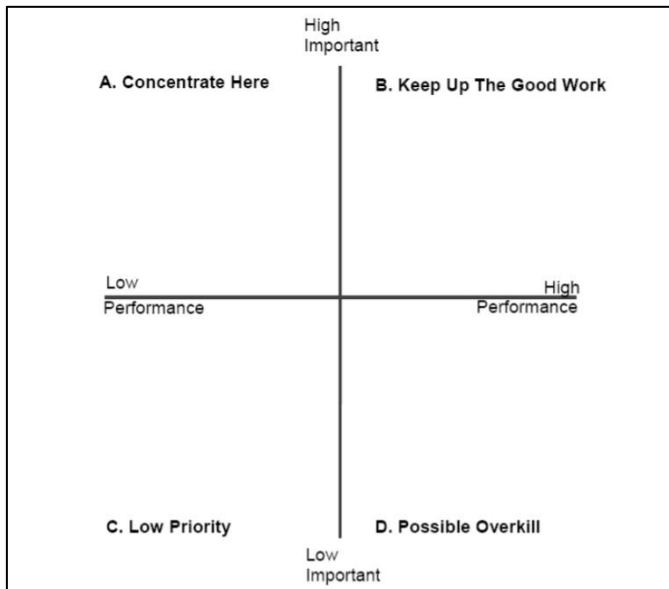 High
Important
A. Concentrate Here
B. Keep Up The Good Work
Low
Performance
High
Performance
C. Low Priority
D. Possible Overkill
Low
Important